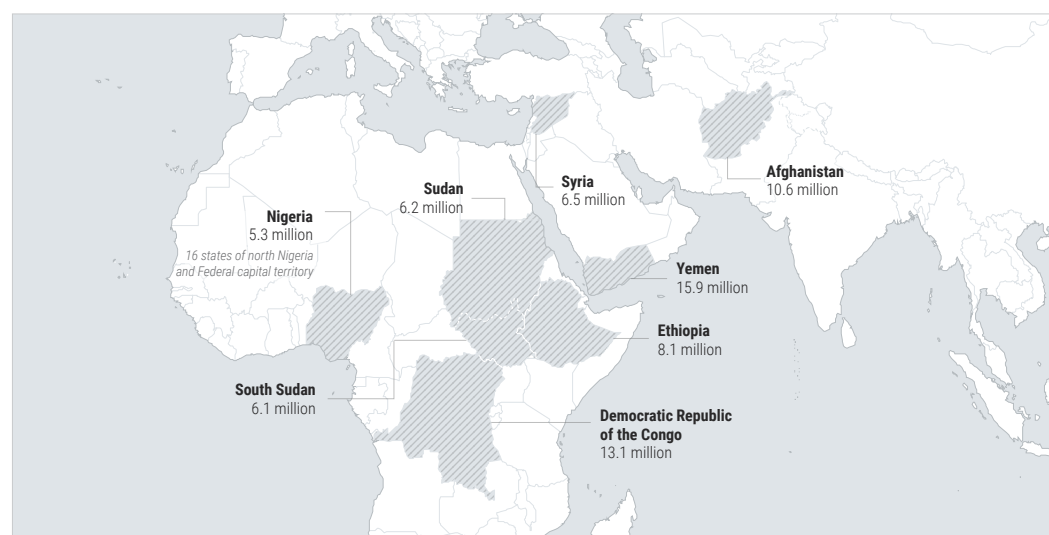 Afghanistan
10.6 million
Syria
6.5 million
Sudan
6.2 million
Nigeria
5.3 million
16 states of north Nigeria
and Federal capital territory
Yemen
15.9 million
Ethiopia
8.1 million
South Sudan
6.1 million
Democratic Republic
of the Congo
13.1 million